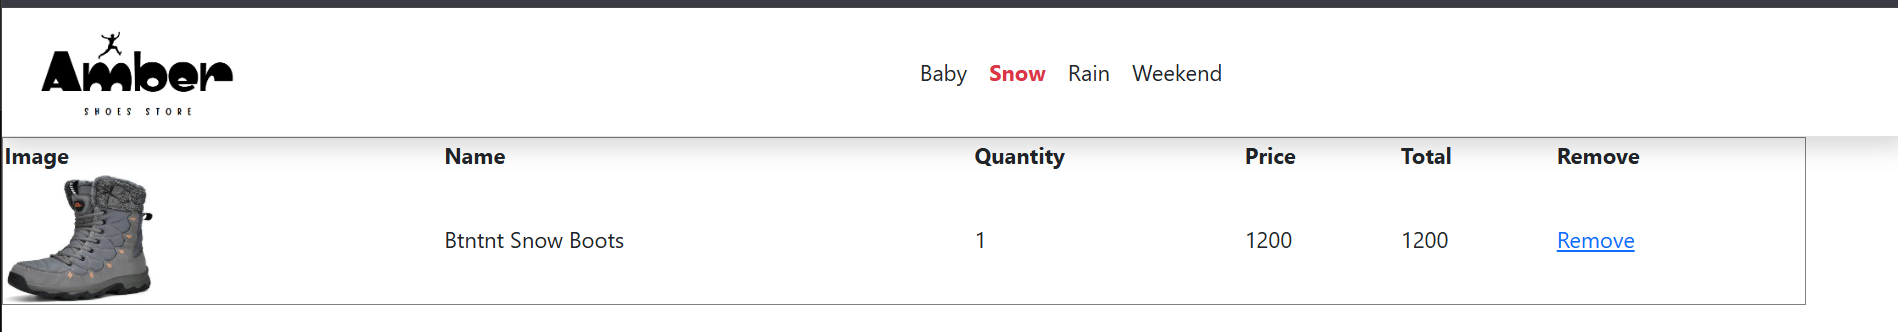 Amber
SHOES STORE
Baby Snow Rain Weekend
Image Name Quantity Price Total Remove
Btntnt Snow Boots 1 1200 1200 Remove